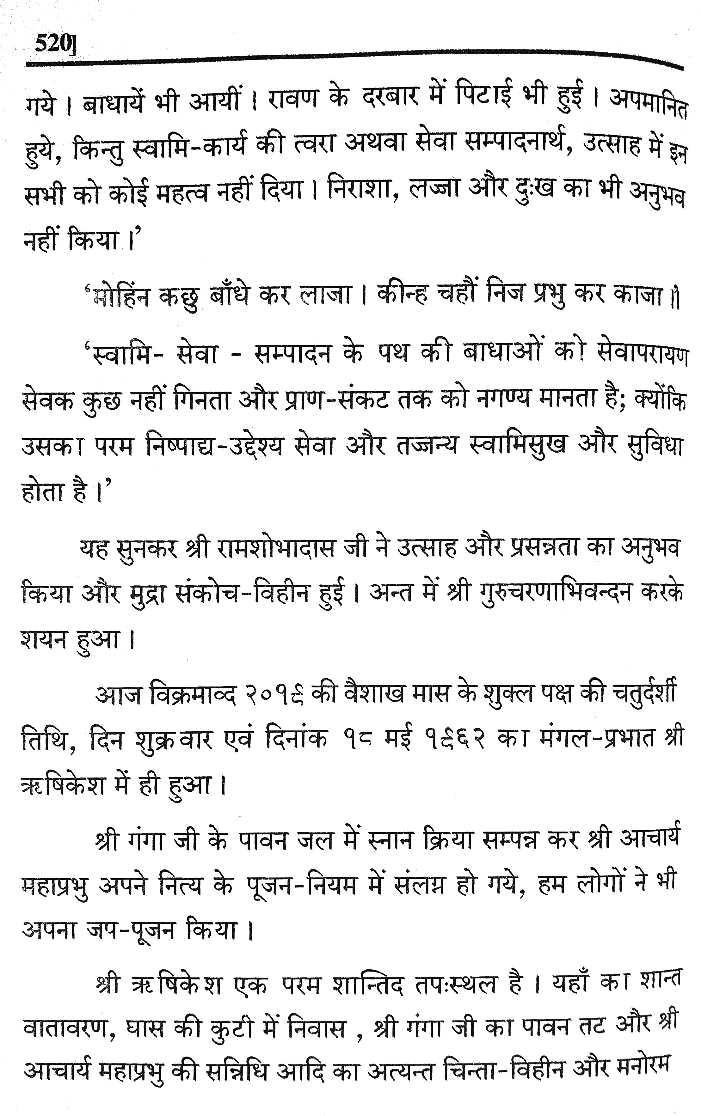 520]
गये । बाधायें भी आयीं । रावण के दरबार में पिटाई भी हुई । अपमानित
हुये, किन्तु स्वामि-कार्य की त्वरा अथवा सेवा सम्पादनार्थ, उत्साह में इन
सभी को कोई महत्व नहीं दिया । निराशा, लज्जा और दुःख का भी अनुभव
नहीं किया ।’
‘मोहिंन कछु बाँधे कर लाजा । कीन्ह चहौं निज प्रभु कर काजा ॥
‘स्वामि- सेवा - सम्पादन के पथ की बाधाओं को सेवापरायण
सेवक कुछ नहीं गिनता और प्राण-संकट तक को नगण्य मानता है; क्योंकि
उसका परम निष्पाद्य-उद्देश्य सेवा और तज्जन्य स्वामिसुख और सुविधा
होता है ।’
यह सुनकर श्री रामशोभादास जी ने उत्साह और प्रसन्नता का अनुभव
किया और मुद्रा संकोच-विहीन हुई । अन्त में श्री गुरुचरणाभिवन्दन करके
शयन हुआ ।
आज विक्रमाव्द २०१९ की वैशाख मास के शुक्ल पक्ष की चतुर्दर्शी
तिथि, दिन शुक्रवार एवं दिनांक १८ मई १९६२ का मंगल-प्रभात श्री
ऋषिकेश में ही हुआ ।
श्री गंगा जी के पावन जल में स्नान क्रिया सम्पन्न कर श्री आचार्य
महाप्रभु अपने नित्य के पूजन-नियम में संलग्न हो गये, हम लोगों ने भी
अपना जप-पूजन किया ।
श्री ऋषिकेश एक परम शान्तिद तपःस्थल है । यहाँ का शान्त
वातावरण, घास की कुटी में निवास , श्री गंगा जी का पावन तट और श्री
आचार्य महाप्रभु की सन्निधि आदि का अत्यन्त चिन्ता-विहीन और मनोरम